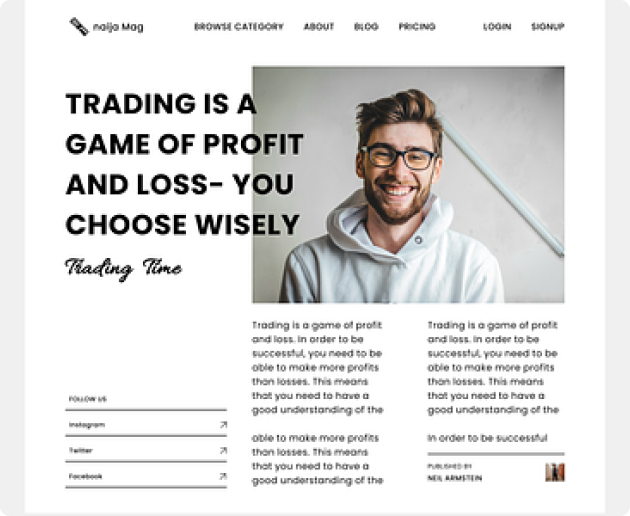 naija Mag
BROWSE CATEGORY ABOUT BLOG PRICING LOGIN SIGNUP
TRADING IS A
GAME OF PROFIT
AND LOSS- YOU
CHOOSE WISELY
Trading Time
FOLLOW US
Instagram
Twitter
Facebook
Trading is a game of profit
and loss. In order to be
successful, you need to be
able to make more profits
than losses. This means
that you need to have a
good understanding of the
able to make more profits
than losses. This means
that you need to have a
good understanding of the
Trading is a game of profit
and loss. In order to be
successful, you need to be
able to make more profits
than losses. This means
that you need to have a
good understanding of the
In order to be successful
PUBLISHED BY
NEIL ARMSTEIN